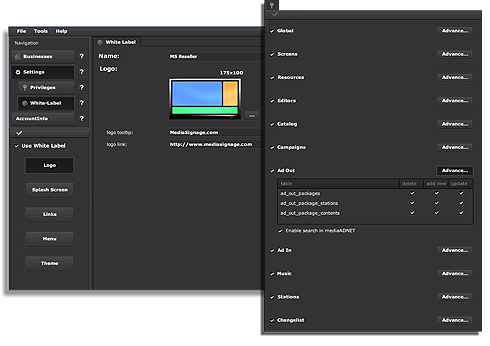 File Tools
Navigation
Businesses ?
Settings ?
Privileges ?
White-Label ?
AccountInfo ?
Use White Label
Logo
Splash Screen
Links
Menu
Theme
White Label
Name: MS Reseller
Logo:
175x100
...
logo tooltip: MediaSignage.com
logo link: http://www.mediasignage.com
Global Advance...
Screens Advance...
Resources Advance...
Editors Advance...
Catalog Advance...
Campaigns Advance...
Ad Out Advance...
table delete add new update
ad_out_packages
ad_out_package_stations
ad_out_package_contents
Enable search in mediaADNET
Ad In Advance...
Music Advance...
Stations Advance...
Changelist Advance...